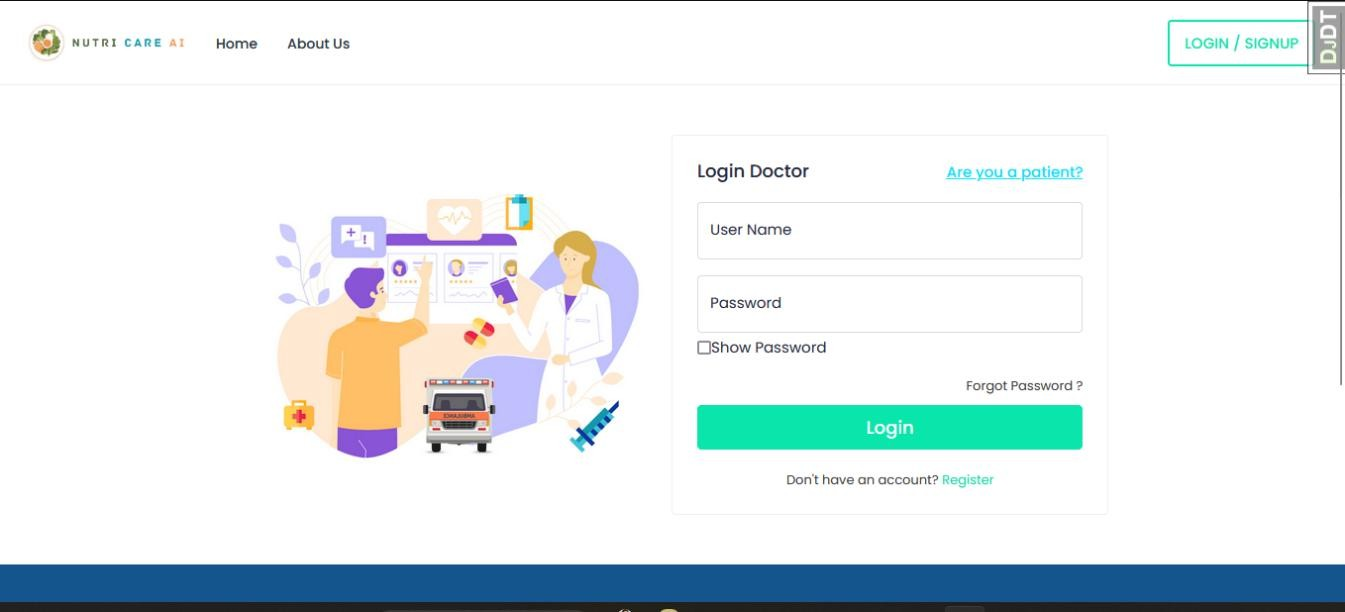 NUTRI CARE AI
Home
About Us
LOGIN / SIGNUP
DJDT
Login Doctor
Are you a patient?
User Name
Password
Show Password
Forgot Password ?
Login
Don't have an account? Register